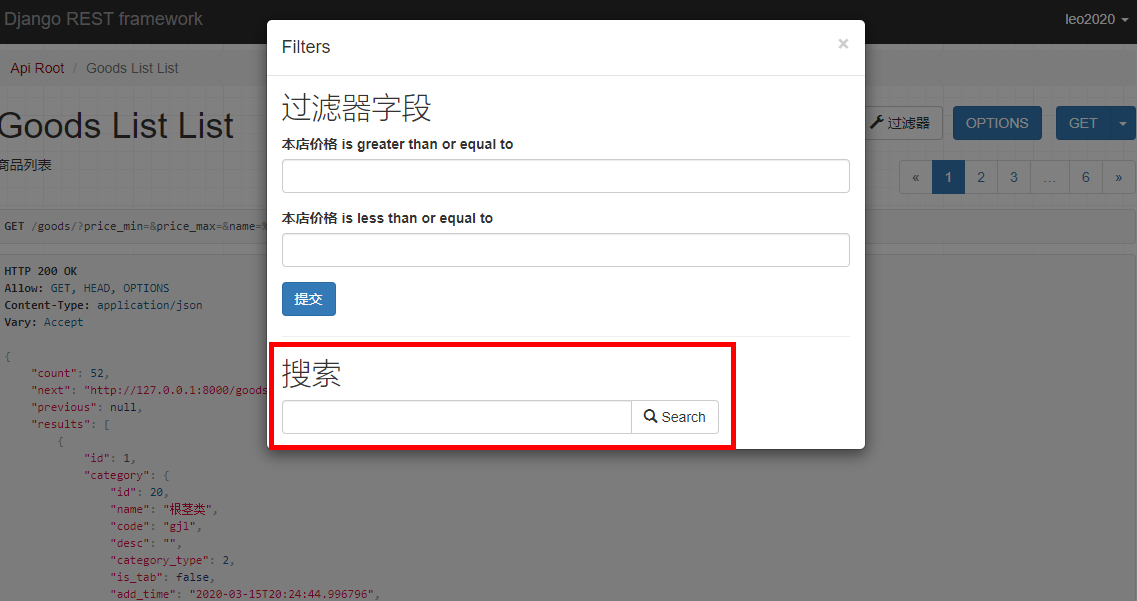 Django REST framework
leo2020
Filters
×
Api Root / Goods List List
过滤器字段
Goods List List
过滤器
OPTIONS
GET
本店价格 is greater than or equal to
商品列表
« 1 2 3 … 6 »
本店价格 is less than or equal to
GET /goods/?price_min=&price_max=&name=
HTTP 200 OK
Allow: GET, HEAD, OPTIONS
Content-Type: application/json
Vary: Accept
提交
搜索
Search
{
"count": 52,
"next": "http://127.0.0.1:8000/goods
"previous": null,
"results": [
{
"id": 1,
"category": {
"id": 20,
"name": "根茎类",
"code": "gjl",
"desc": "",
"category_type": 2,
"is_tab": false,
"add_time": "2020-03-15T20:24:44.996796",